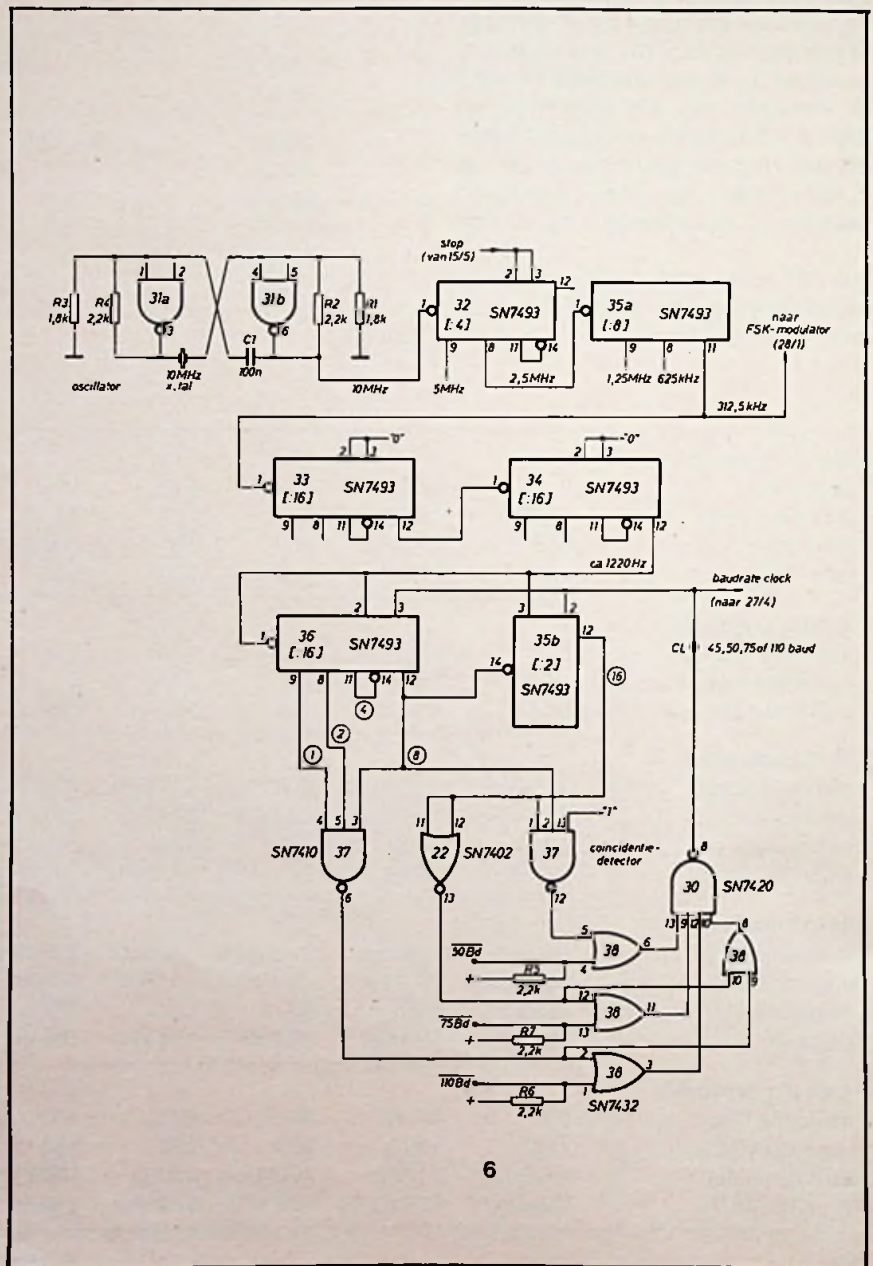 stop
(van 15/5)
1 2 4 5 2 3 12
R3 1,8k R4 2,2k 31a 31b R2 2,2k R1 1,8k
1 32 SN7493 1 35a SN7493
[:4] [:8]
3 6 9 8 11 14 9 8 11
naar
FSK-modulator
(28/1)
C1
100n
oscillator 10MHz x.tal 10MHz 5MHz 2,5MHz 1,25MHz 625kHz
312,5kHz
2 3 "0" 2 3 "0"
1 33 SN7493 1 34 SN7493
[:16] [:16]
9 8 11 14 12 9 8 11 14 12
ca 1220Hz
baudrate clock
(naar 27/4)
2 3 3 2
1 36 SN7493 35b 12
[:16] [:2]
14 SN7493
CL 45,50,75 of 110 baud
9 8 11 14 12
16
4
1 2 8
4 5 3 11 12 1 2 13 "1"
SN7410 37 22 SN7402 37 coincidentie-
detector
6 13 12
8
30 SN7420
13 9 12 10 8
5 38 6
50Bd 4
+ R5
2,2k
38
10 9
12 38 11
75Bd 13
+ R7
2,2k
2 38 3
110Bd 1
+ R6
2,2k
SN7432
6